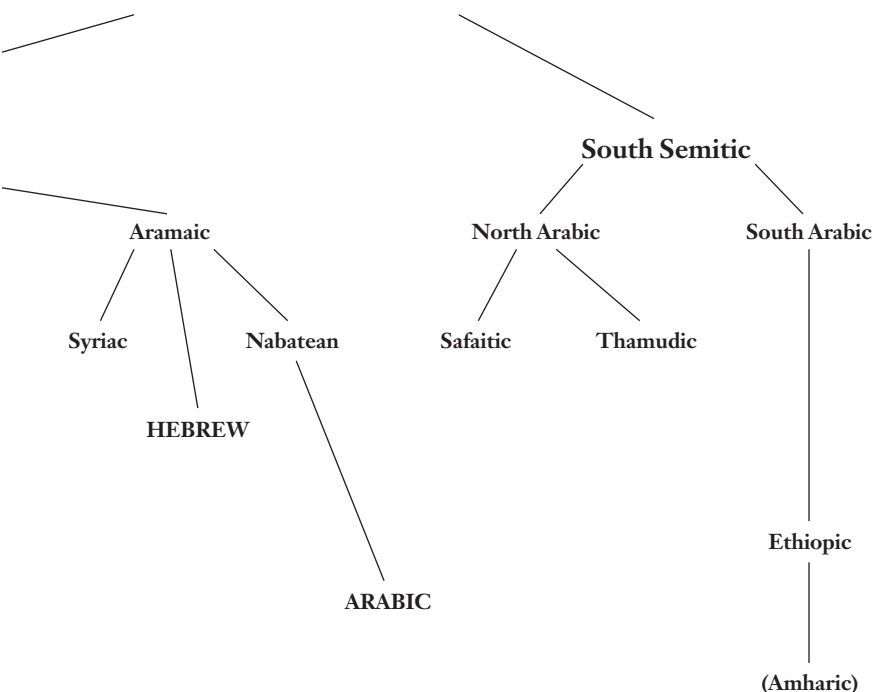 South Semitic
Aramaic
North Arabic
South Arabic
Syriac
Nabatean
Safaitic
Thamudic
HEBREW
Ethiopic
ARABIC
(Amharic)